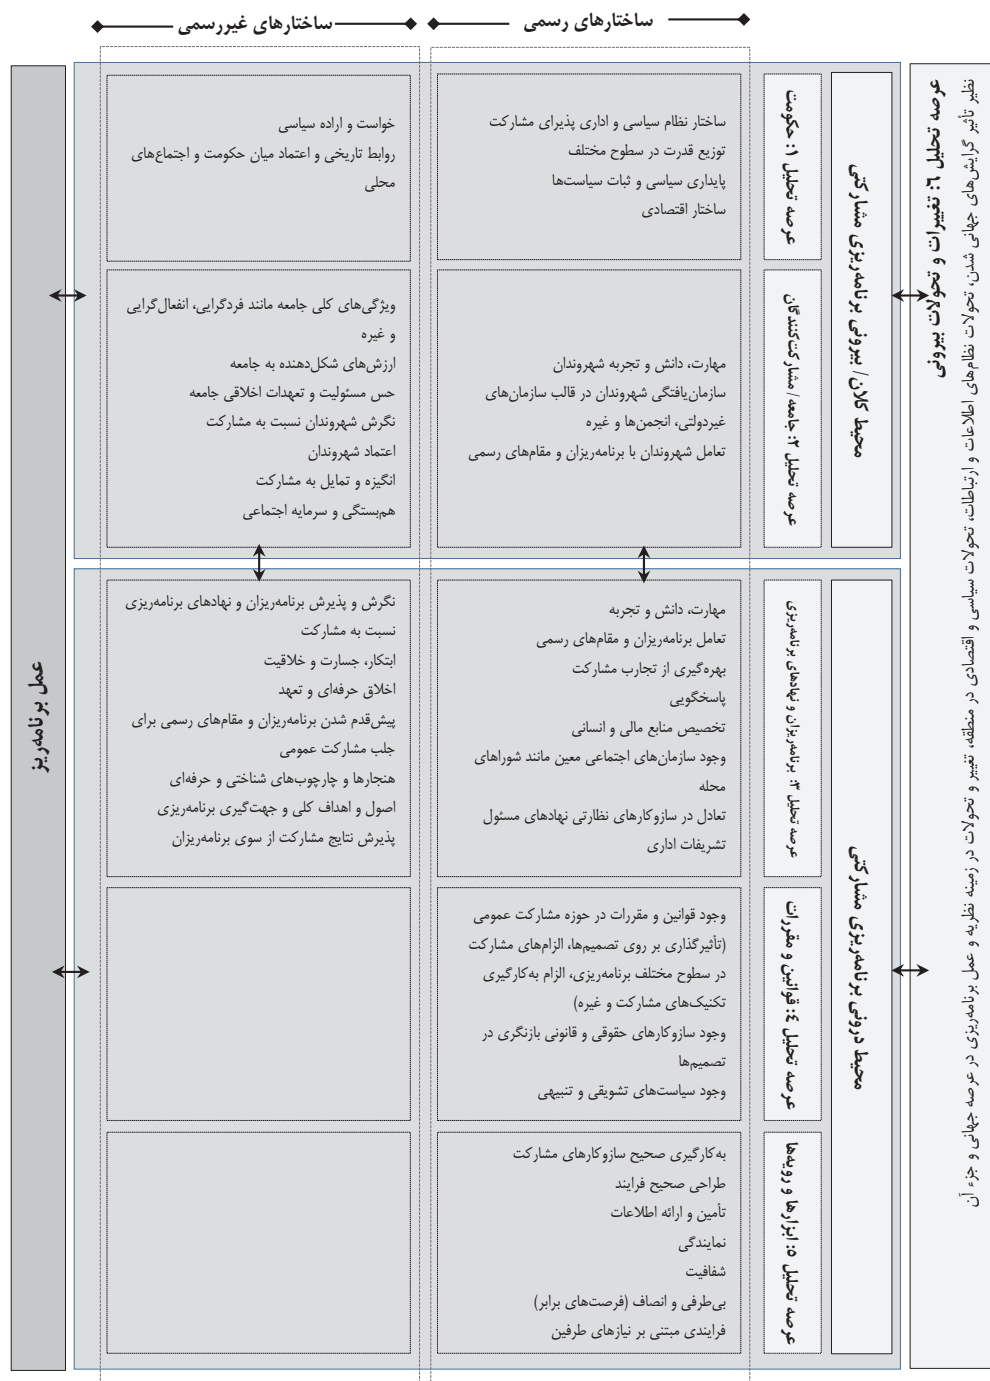 ساختارهای رسمی
ساختارهای غیررسمی
عرصه تحلیل ٦: تغییرات و تحولات بیرونی
نظیر تأثیر گرایش‌های جهانی شدن، تحولات نظام‌های اطلاعات و ارتباطات، تحولات سیاسی و اقتصادی در منطقه، تغییر و تحولات در زمینه نظریه و عمل برنامه‌ریزی در عرصه جهانی و جزء آن
محیط کلان/ بیرونی برنامه‌ریزی مشارکتی
عرصه تحلیل ۱: حکومت
ساختار نظام سیاسی و اداری پذیرای مشارکت
توزیع قدرت در سطوح مختلف
پایداری سیاسی و ثبات سیاست‌ها
ساختار اقتصادی
خواست و اراده سیاسی
روابط تاریخی و اعتماد میان حکومت و اجتماع‌های
محلی
عرصه تحلیل ۲: جامعه/ مشارکت‌کنندگان
مهارت، دانش و تجربه شهروندان
سازمان‌یافتگی شهروندان در قالب سازمان‌های
غیردولتی، انجمن‌ها و غیره
تعامل شهروندان با برنامه‌ریزان و مقام‌های رسمی
ویژگی‌های کلی جامعه مانند فردگرایی، انفعال‌گرایی
و غیره
ارزش‌های شکل‌دهنده به جامعه
حس مسئولیت و تعهدات اخلاقی جامعه
نگرش شهروندان نسبت به مشارکت
اعتماد شهروندان
انگیزه و تمایل به مشارکت
هم‌بستگی و سرمایه اجتماعی
محیط درونی برنامه‌ریزی مشارکتی
عرصه تحلیل ۳: برنامه‌ریزان و نهادهای برنامه‌ریزی
مهارت، دانش و تجربه
تعامل برنامه‌ریزان و مقام‌های رسمی
بهره‌گیری از تجارب مشارکت
پاسخگویی
تخصیص منابع مالی و انسانی
وجود سازمان‌های اجتماعی معین مانند شوراهای
محله
تعادل در سازوکارهای نظارتی نهادهای مسئول
تشریفات اداری
نگرش و پذیرش برنامه‌ریزان و نهادهای برنامه‌ریزی
نسبت به مشارکت
ابتکار، جسارت و خلاقیت
اخلاق حرفه‌ای و تعهد
پیش‌قدم شدن برنامه‌ریزان و مقام‌های رسمی برای
جلب مشارکت عمومی
هنجارها و چارچوب‌های شناختی و حرفه‌ای
اصول و اهداف کلی و جهت‌گیری برنامه‌ریزی
پذیرش نتایج مشارکت از سوی برنامه‌ریزان
عرصه تحلیل ٤: قوانین و مقررات
وجود قوانین و مقررات در حوزه مشارکت عمومی
(تأثیرگذاری بر روی تصمیم‌ها، الزام‌های مشارکت
در سطوح مختلف برنامه‌ریزی، الزام به‌کارگیری
تکنیک‌های مشارکت و غیره)
وجود سازوکارهای حقوقی و قانونی بازنگری در
تصمیم‌ها
وجود سیاست‌های تشویقی و تنبیهی
عرصه تحلیل ۵: ابزارها و رویه‌ها
به‌کارگیری صحیح سازوکارهای مشارکت
طراحی صحیح فرایند
تأمین و ارائه اطلاعات
نمایندگی
شفافیت
بی‌طرفی و انصاف (فرصت‌های برابر)
فرایندی مبتنی بر نیازهای طرفین
عمل برنامه‌ریز